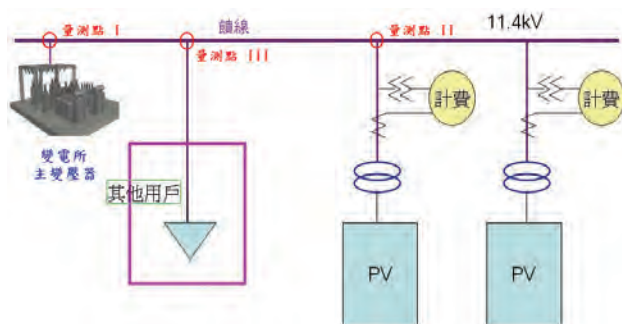 量測點 I
饋線
量測點 II
11.4kV
量測點 III
計費
計費
變電所
主變壓器
其他用戶
PV
PV